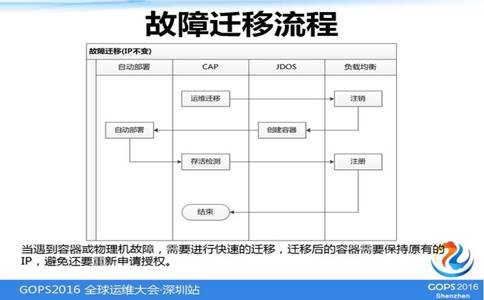 故障迁移流程
故障迁移(IP不变)
自动部署 CAP JDOS 负载均衡
运维迁移 注销
自动部署 创建容器
存活检测 注册
结束
当遇到容器或物理机故障，需要进行快速的迁移，迁移后的容器需要保持原有的
IP，避免还要重新申请授权。
GOPS2016 全球运维大会·深圳站
GOPS2016
Shenzhen